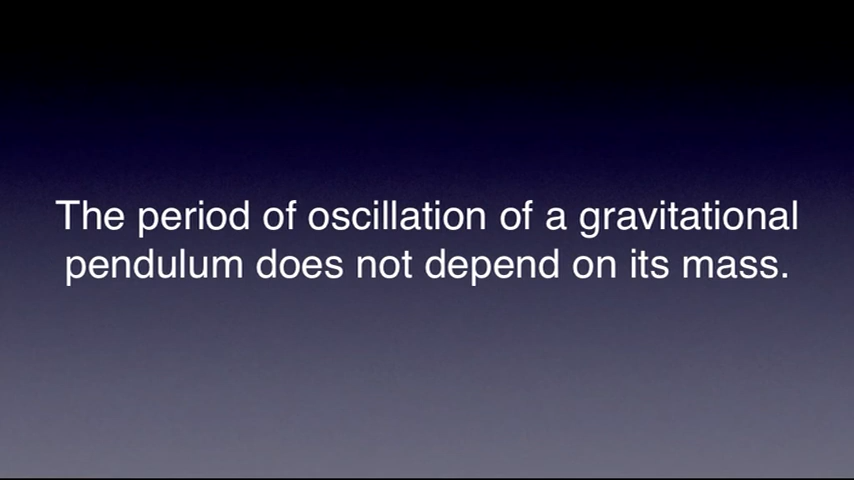 The period of oscillation of a gravitational
pendulum does not depend on its mass.